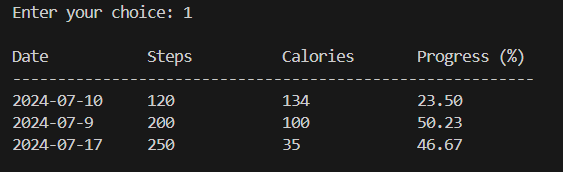 Enter your choice: 1
Date Steps Calories Progress (%)
----------------------------------------------------------
2024-07-10 120 134 23.50
2024-07-9 200 100 50.23
2024-07-17 250 35 46.67